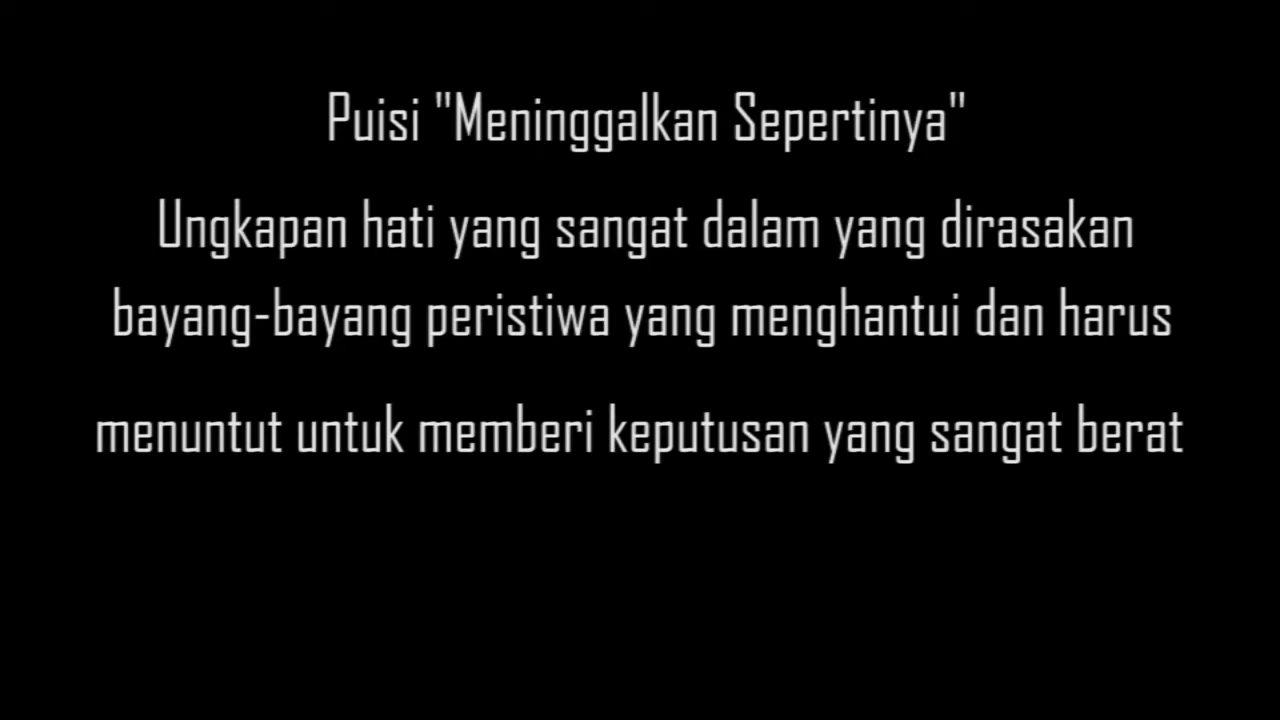 Puisi "Meninggalkan Sepertinya"
Ungkapan hati yang sangat dalam yang dirasakan
bayang-bayang peristiwa yang menghantui dan harus
menuntut untuk memberi keputusan yang sangat berat